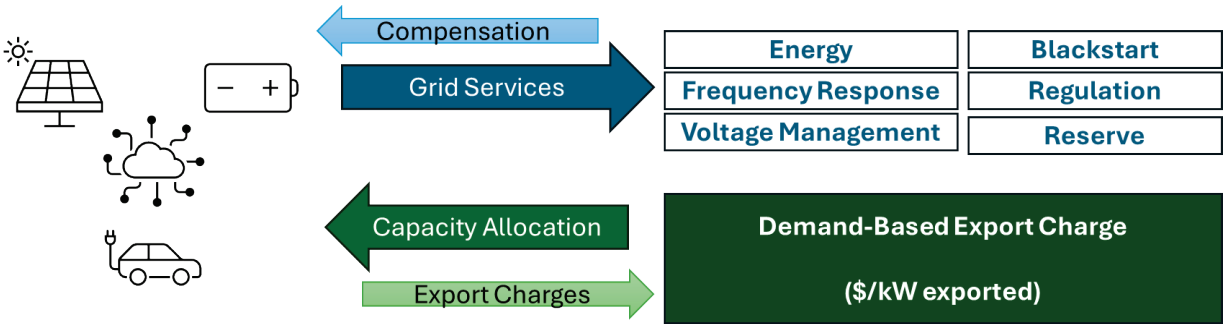 Compensation
Grid Services
Energy
Blackstart
Frequency Response
Regulation
Voltage Management
Reserve
Capacity Allocation
Export Charges
Demand-Based Export Charge
($/kW exported)